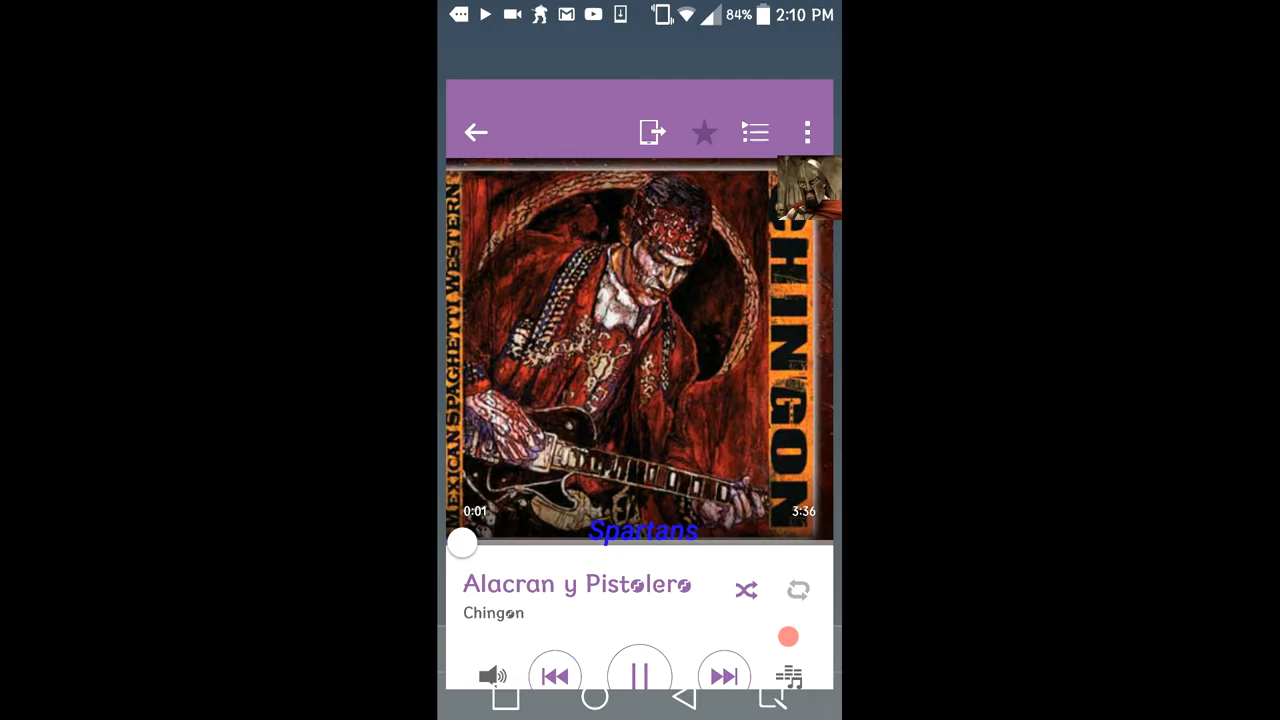 84% 2:10 PM
MEXICAN SPAGHETTI WESTERN
CHINGON
0:01
3:36
Spartans
Alacran y Pistolero
Chingon